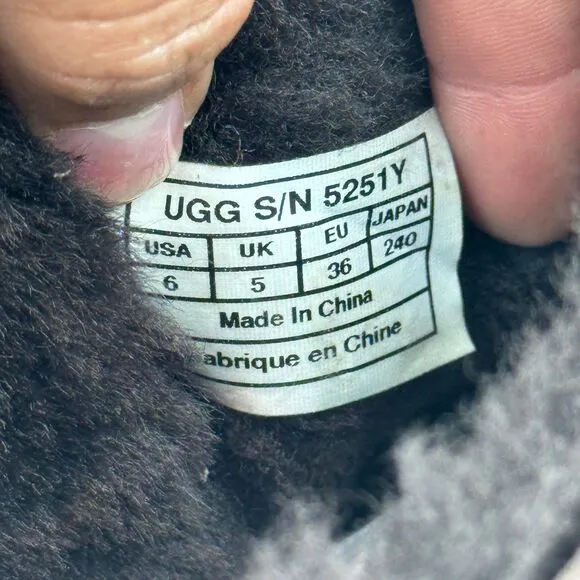 UGG S/N 5251Y
USA UK EU JAPAN
6 5 36 240
Made In China
abrique en Chine